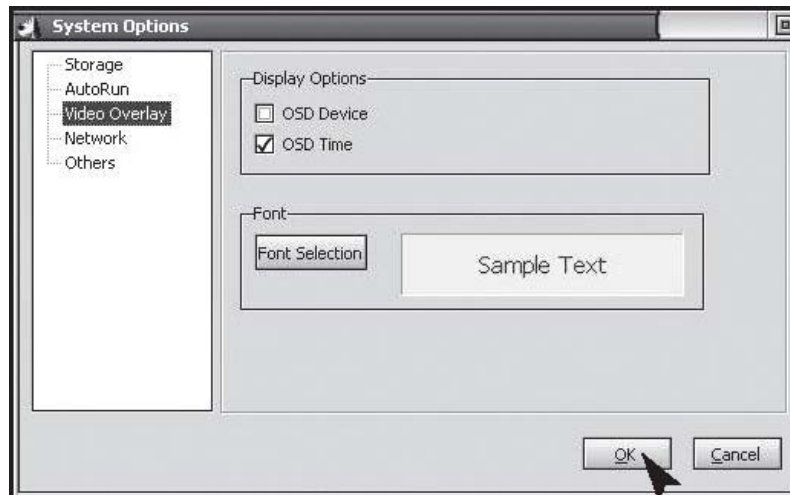 System Options
Storage
AutoRun
Video Overlay
Network
Others
Display Options
OSD Device
OSD Time
Font
Font Selection
Sample Text
OK
Cancel